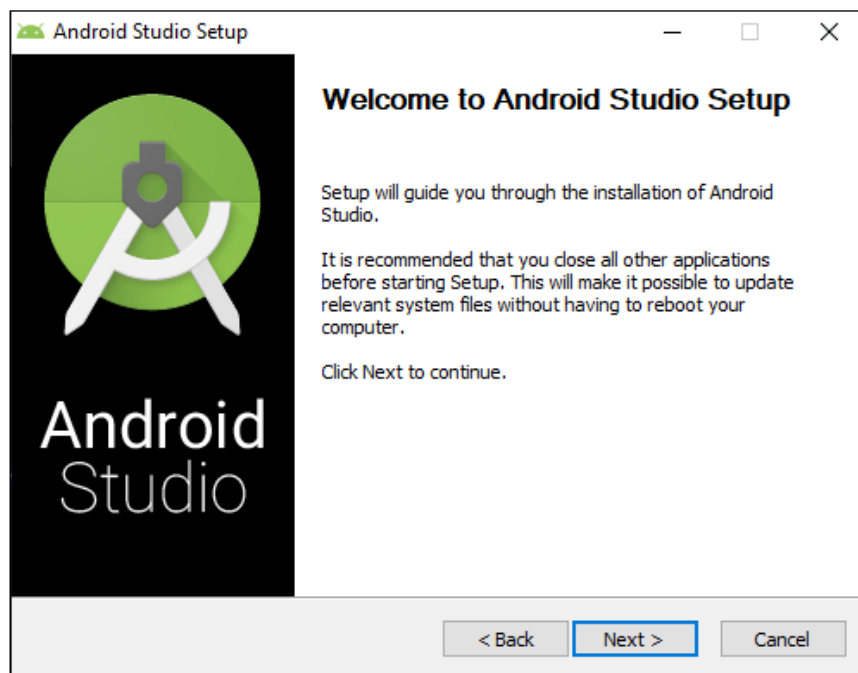 Android Studio Setup
Welcome to Android Studio Setup
Setup will guide you through the installation of Android
Studio.
It is recommended that you close all other applications
before starting Setup. This will make it possible to update
relevant system files without having to reboot your
computer.
Click Next to continue.
Android
Studio
< Back
Next >
Cancel